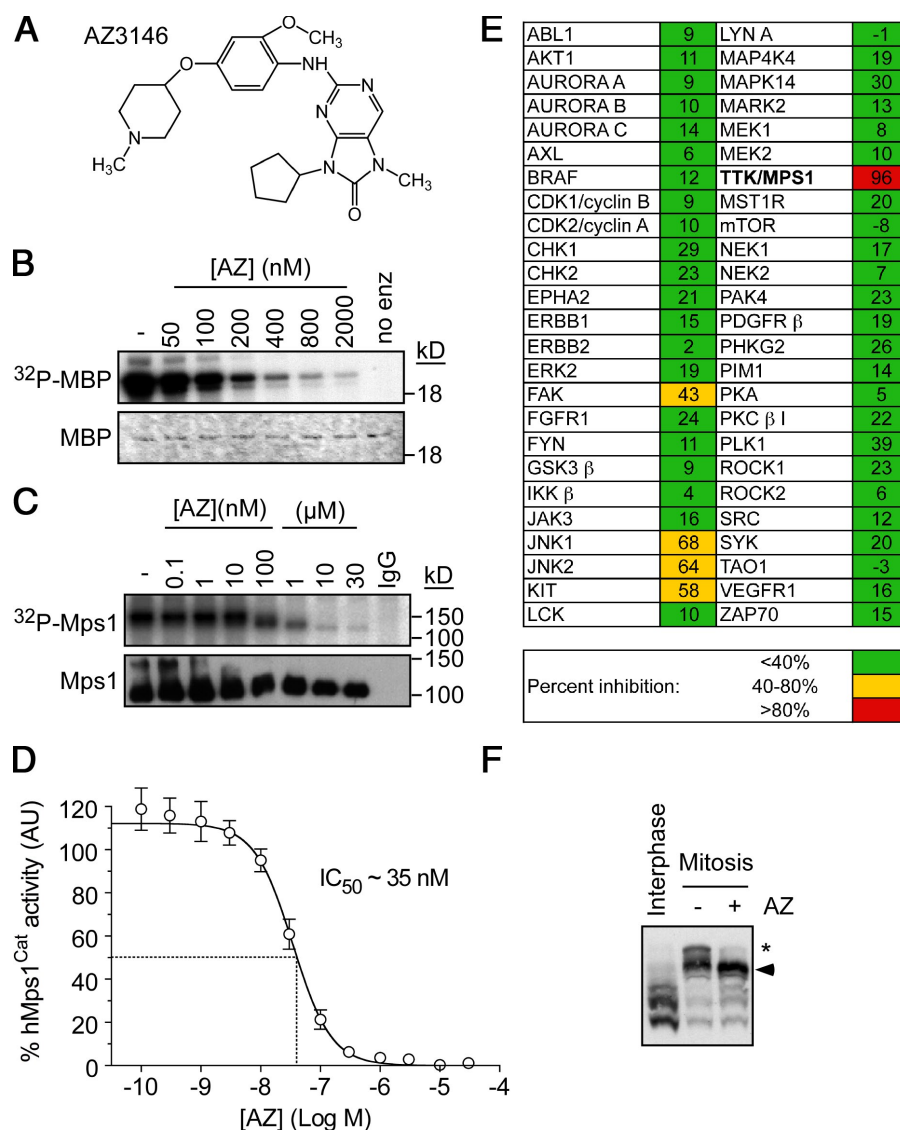 A
AZ3146
O
CH3
O
NH
N
N
N
H3C
N
N
CH3
O
B
[AZ] (nM)
- 50 100 200 400 800 2000 no enz
kD
32P-MBP
18
MBP
18
C
[AZ](nM) (µM)
- 0.1 1 10 100 1 10 30 IgG
kD
32P-Mps1
150
100
Mps1
150
100
D
% hMps1Cat activity (AU)
120
100
80
60
40
20
0
IC50 ~ 35 nM
-10 -9 -8 -7 -6 -5 -4
[AZ] (Log M)
E
ABL1 9 LYN A -1
AKT1 11 MAP4K4 19
AURORA A 9 MAPK14 30
AURORA B 10 MARK2 13
AURORA C 14 MEK1 8
AXL 6 MEK2 10
BRAF 12 TTK/MPS1 96
CDK1/cyclin B 9 MST1R 20
CDK2/cyclin A 10 mTOR -8
CHK1 29 NEK1 17
CHK2 23 NEK2 7
EPHA2 21 PAK4 23
ERBB1 15 PDGFR β 19
ERBB2 2 PHKG2 26
ERK2 19 PIM1 14
FAK 43 PKA 5
FGFR1 24 PKC β I 22
FYN 11 PLK1 39
GSK3 β 9 ROCK1 23
IKK β 4 ROCK2 6
JAK3 16 SRC 12
JNK1 68 SYK 20
JNK2 64 TAO1 -3
KIT 58 VEGFR1 16
LCK 10 ZAP70 15
<40%
Percent inhibition: 40-80%
>80%
F
Interphase
Mitosis
- + AZ
*